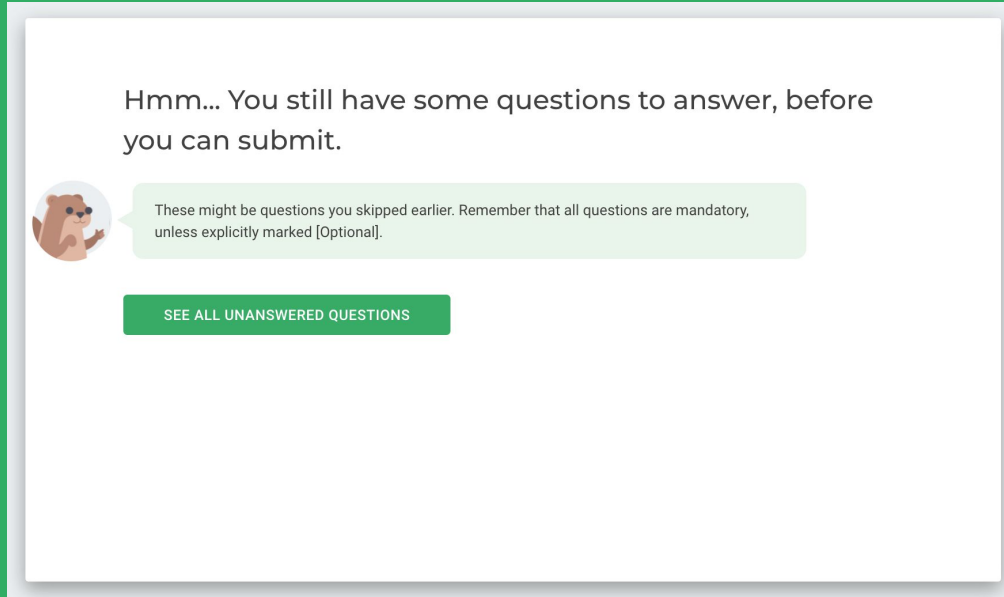 Hmm... You still have some questions to answer, before
you can submit.
These might be questions you skipped earlier. Remember that all questions are mandatory,
unless explicitly marked [Optional].
SEE ALL UNANSWERED QUESTIONS